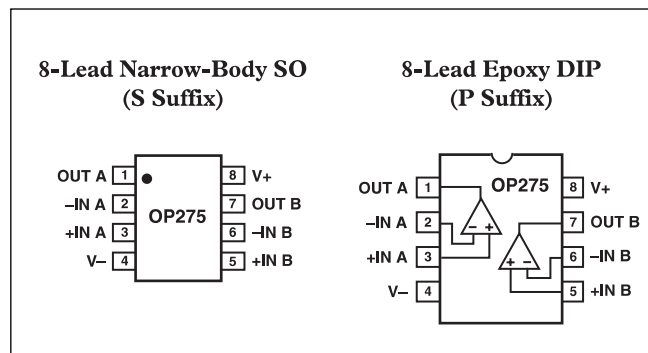 8-Lead Narrow-Body SO
(S Suffix)
OUT A 1 8 V+
–IN A 2 7 OUT B
OP275
+IN A 3 6 –IN B
V– 4 5 +IN B
8-Lead Epoxy DIP
(P Suffix)
OP275
OUT A 1 8 V+
–IN A 2 – + 7 OUT B
+IN A 3 + – 6 –IN B
V– 4 5 +IN B